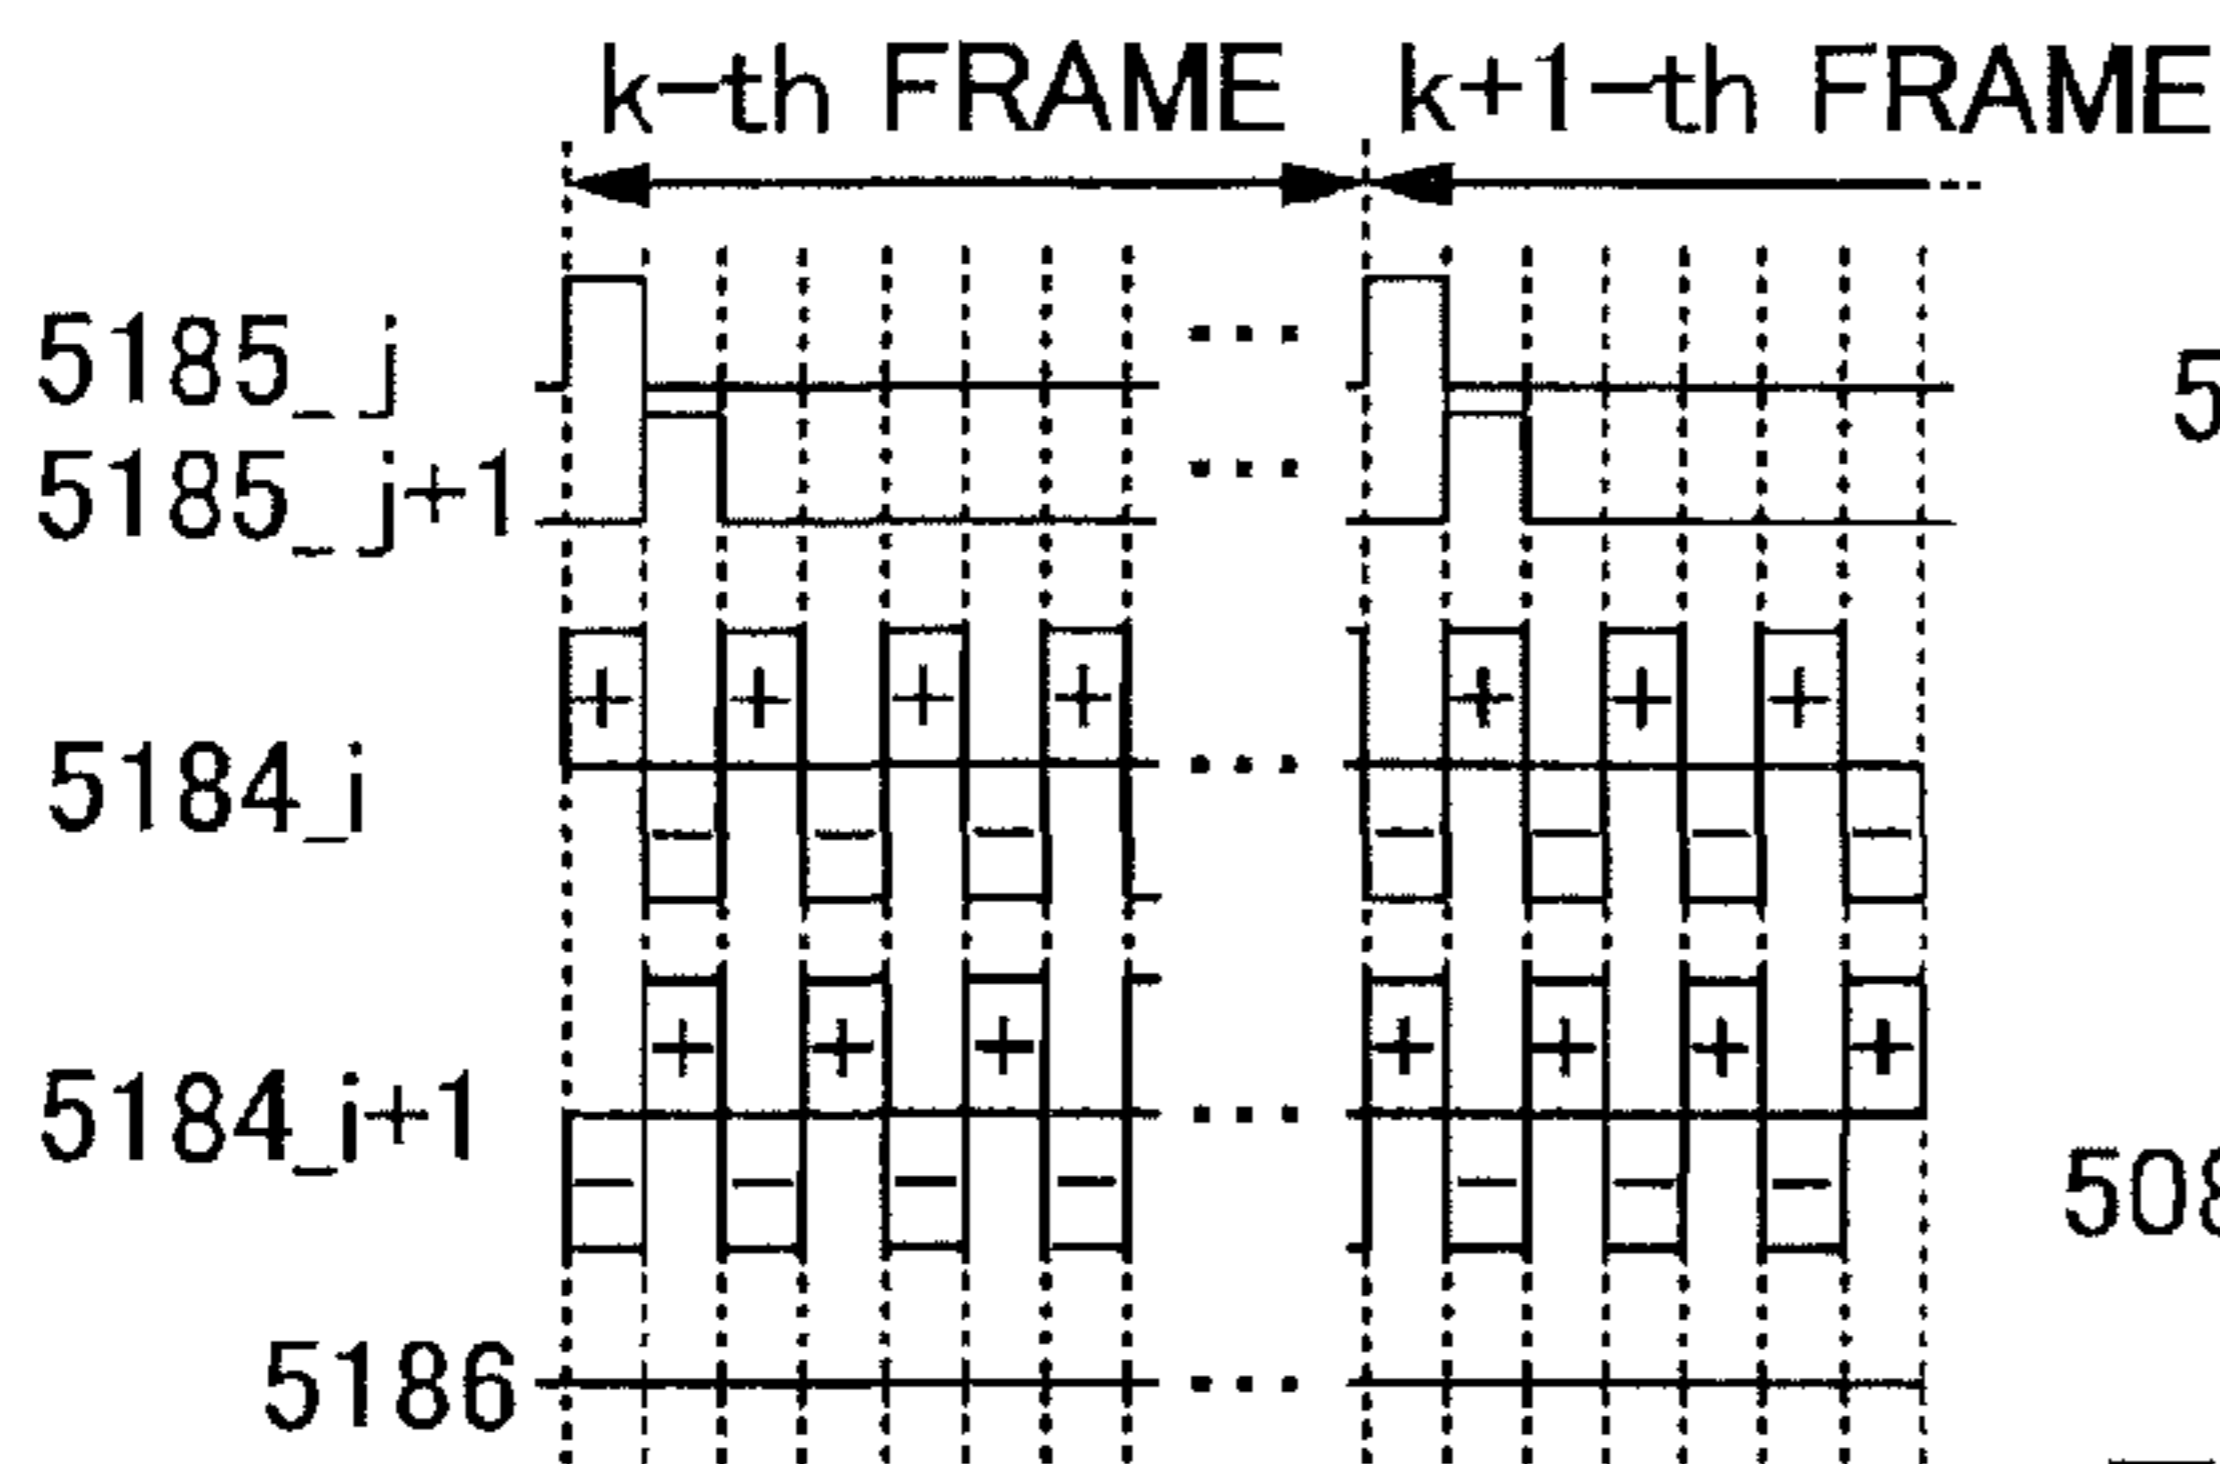 k-th FRAME k+1-th FRAME
5185_j
5185_j+1
+ + + + + + +
5184_i
- - - - - - -
+ + + + + + +
5184_i+1
- - - - - - -
5186